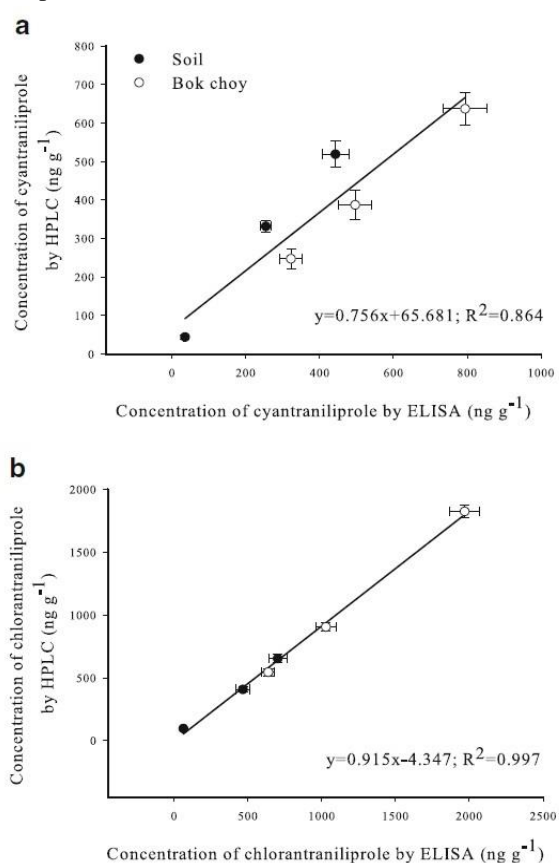 a
800
700
600
500
400
300
200
100
0
Soil
Bok choy
Concentration of cyantraniliprole
by HPLC (ng g⁻¹)
y=0.756x+65.681; R²=0.864
0 200 400 600 800 1000
Concentration of cyantraniliprole by ELISA (ng g⁻¹)
b
2000
1500
1000
500
0
Concentration of chlorantraniliprole
by HPLC (ng g⁻¹)
y=0.915x-4.347; R²=0.997
0 500 1000 1500 2000 2500
Concentration of chlorantraniliprole by ELISA (ng g⁻¹)